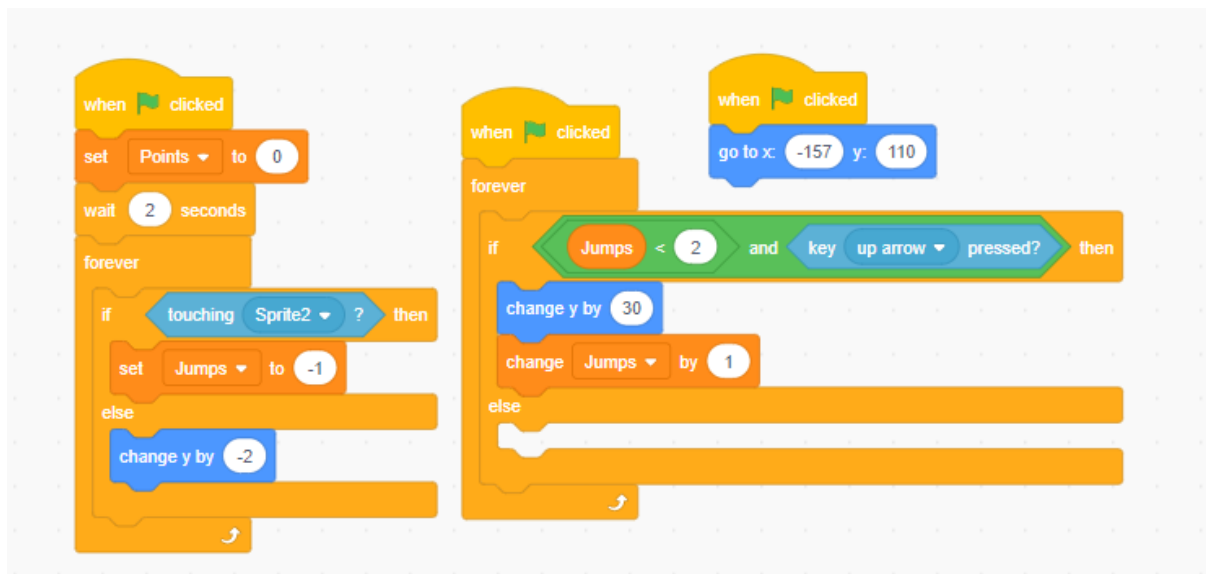 when clicked
set Points to 0
wait 2 seconds
forever
if touching Sprite2 ? then
set Jumps to -1
else
change y by -2
when clicked
forever
if Jumps < 2 and key up arrow pressed? then
change y by 30
change Jumps by 1
else
when clicked
go to x: -157 y: 110